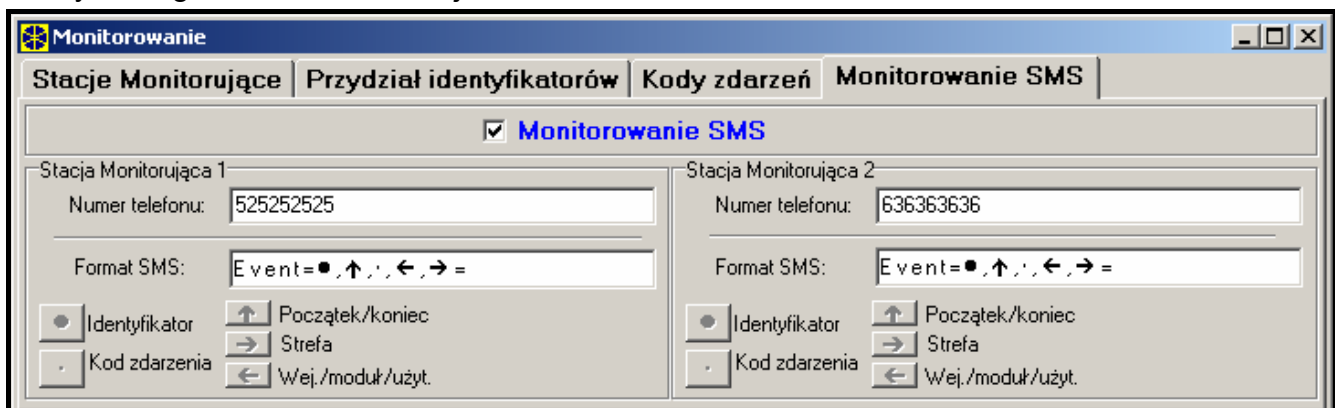 Monitorowanie
Stacje Monitorujące Przydział identyfikatorów Kody zdarzeń Monitorowanie SMS
Monitorowanie SMS
Stacja Monitorująca 1
Numer telefonu: 525252525
Format SMS: Event=●,↑,·,←,→=
Identyfikator
Początek/koniec
Strefa
Kod zdarzenia
Wej./moduł/użyt.
Stacja Monitorująca 2
Numer telefonu: 636363636
Format SMS: Event=●,↑,·,←,→=
Identyfikator
Początek/koniec
Strefa
Kod zdarzenia
Wej./moduł/użyt.